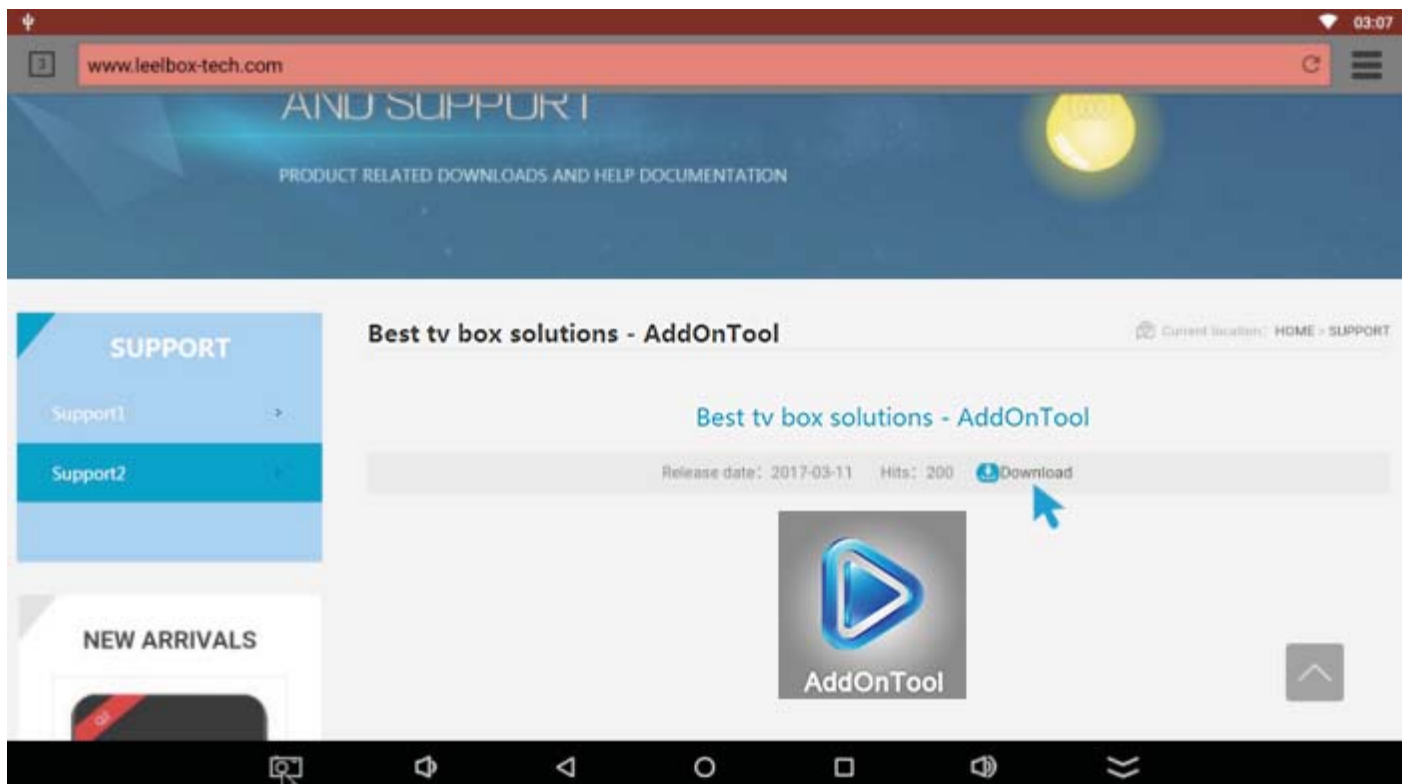 03:07
3
www.leelbox-tech.com
AND SUPPORT
PRODUCT RELATED DOWNLOADS AND HELP DOCUMENTATION
SUPPORT
Support1 >
Support2
Best tv box solutions - AddOnTool
Current location: HOME > SUPPORT
Best tv box solutions - AddOnTool
Release date: 2017-03-11 Hits: 200 Download
AddOnTool
NEW ARRIVALS